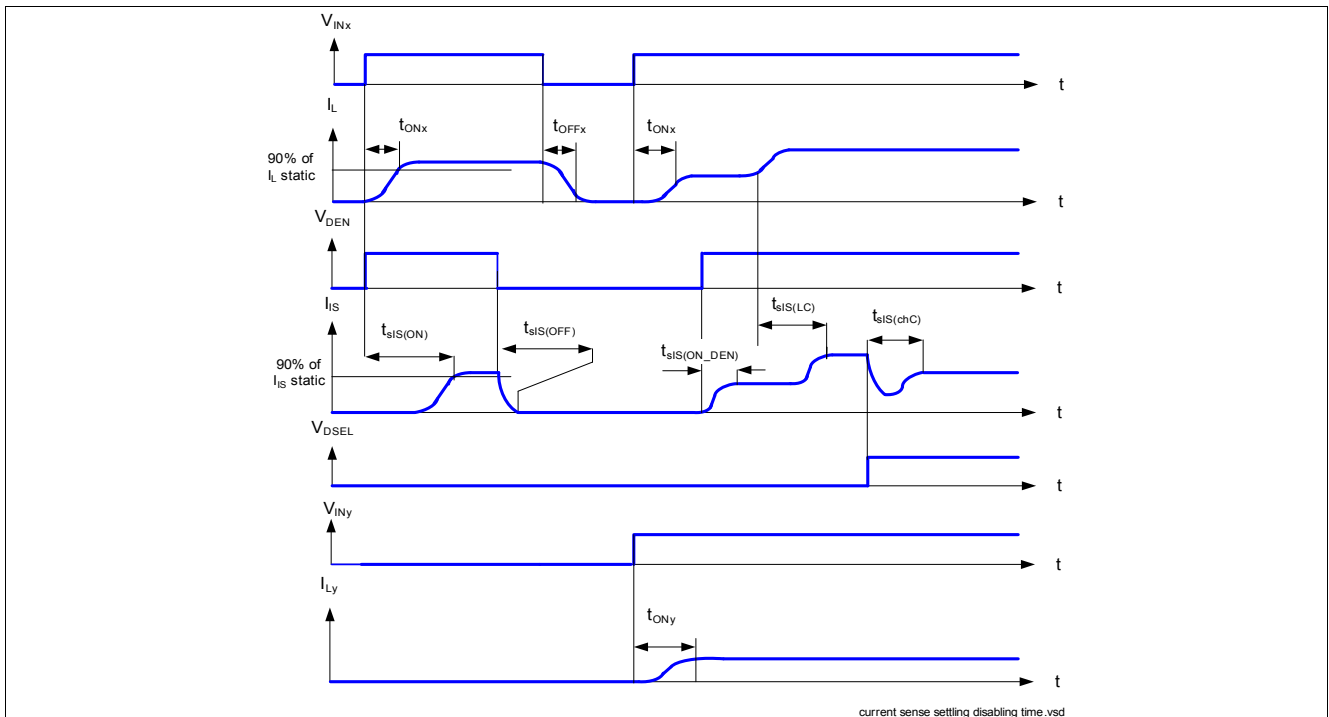 VINx
t
IL
tONx
tOFFx
tONx
90% of
IL static
t
VDEN
t
IIS
tsIS(ON)
tsIS(OFF)
tsIS(LC)
tsIS(chC)
tsIS(ON_DEN)
90% of
IIS static
t
VDSEL
t
VINy
t
ILy
tONy
t
current sense settling disabling time.vsd